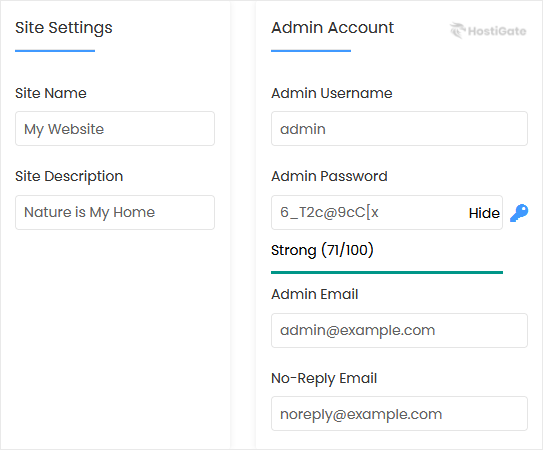 Site Settings
Site Name
My Website
Site Description
Nature is My Home
Admin Account
HostiGate
Admin Username
admin
Admin Password
6_T2c@9cC[x
Hide
Strong (71/100)
Admin Email
admin@example.com
No-Reply Email
noreply@example.com